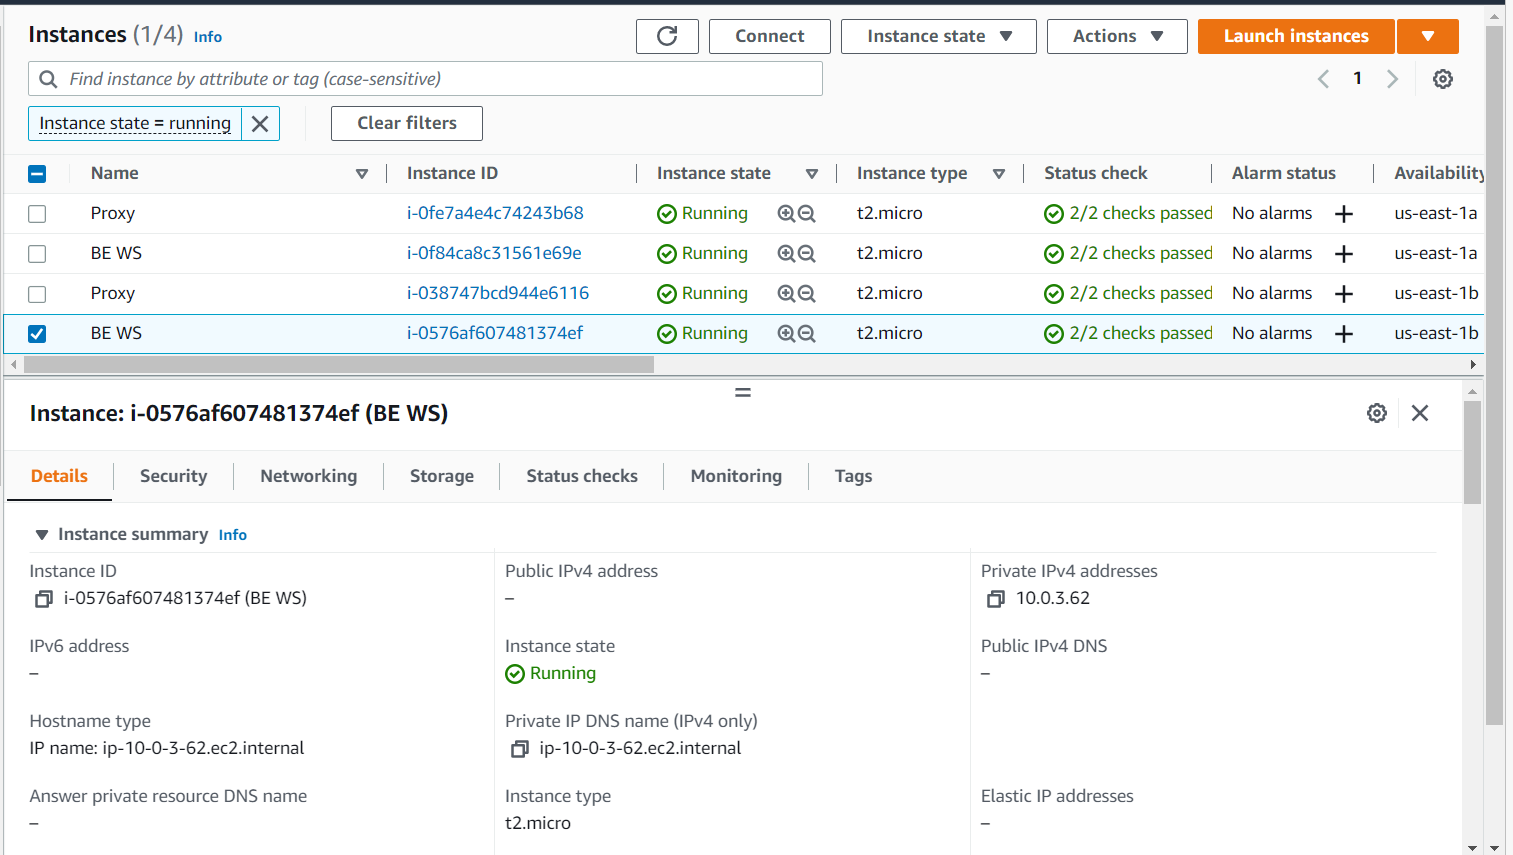 Instances (1/4) Info
Connect Instance state Actions Launch instances
Find instance by attribute or tag (case-sensitive)
1
Instance state = running Clear filters
Name Instance ID Instance state Instance type Status check Alarm status Availability
Proxy i-0fe7a4e4c74243b68 Running t2.micro 2/2 checks passed No alarms + us-east-1a
BE WS i-0f84ca8c31561e69e Running t2.micro 2/2 checks passed No alarms + us-east-1a
Proxy i-038747bcd944e6116 Running t2.micro 2/2 checks passed No alarms + us-east-1b
BE WS i-0576af607481374ef Running t2.micro 2/2 checks passed No alarms + us-east-1b
Instance: i-0576af607481374ef (BE WS)
Details Security Networking Storage Status checks Monitoring Tags
Instance summary Info
Instance ID Public IPv4 address Private IPv4 addresses
i-0576af607481374ef (BE WS) – 10.0.3.62
IPv6 address Instance state Public IPv4 DNS
– Running –
Hostname type Private IP DNS name (IPv4 only)
IP name: ip-10-0-3-62.ec2.internal ip-10-0-3-62.ec2.internal
Answer private resource DNS name Instance type Elastic IP addresses
– t2.micro –